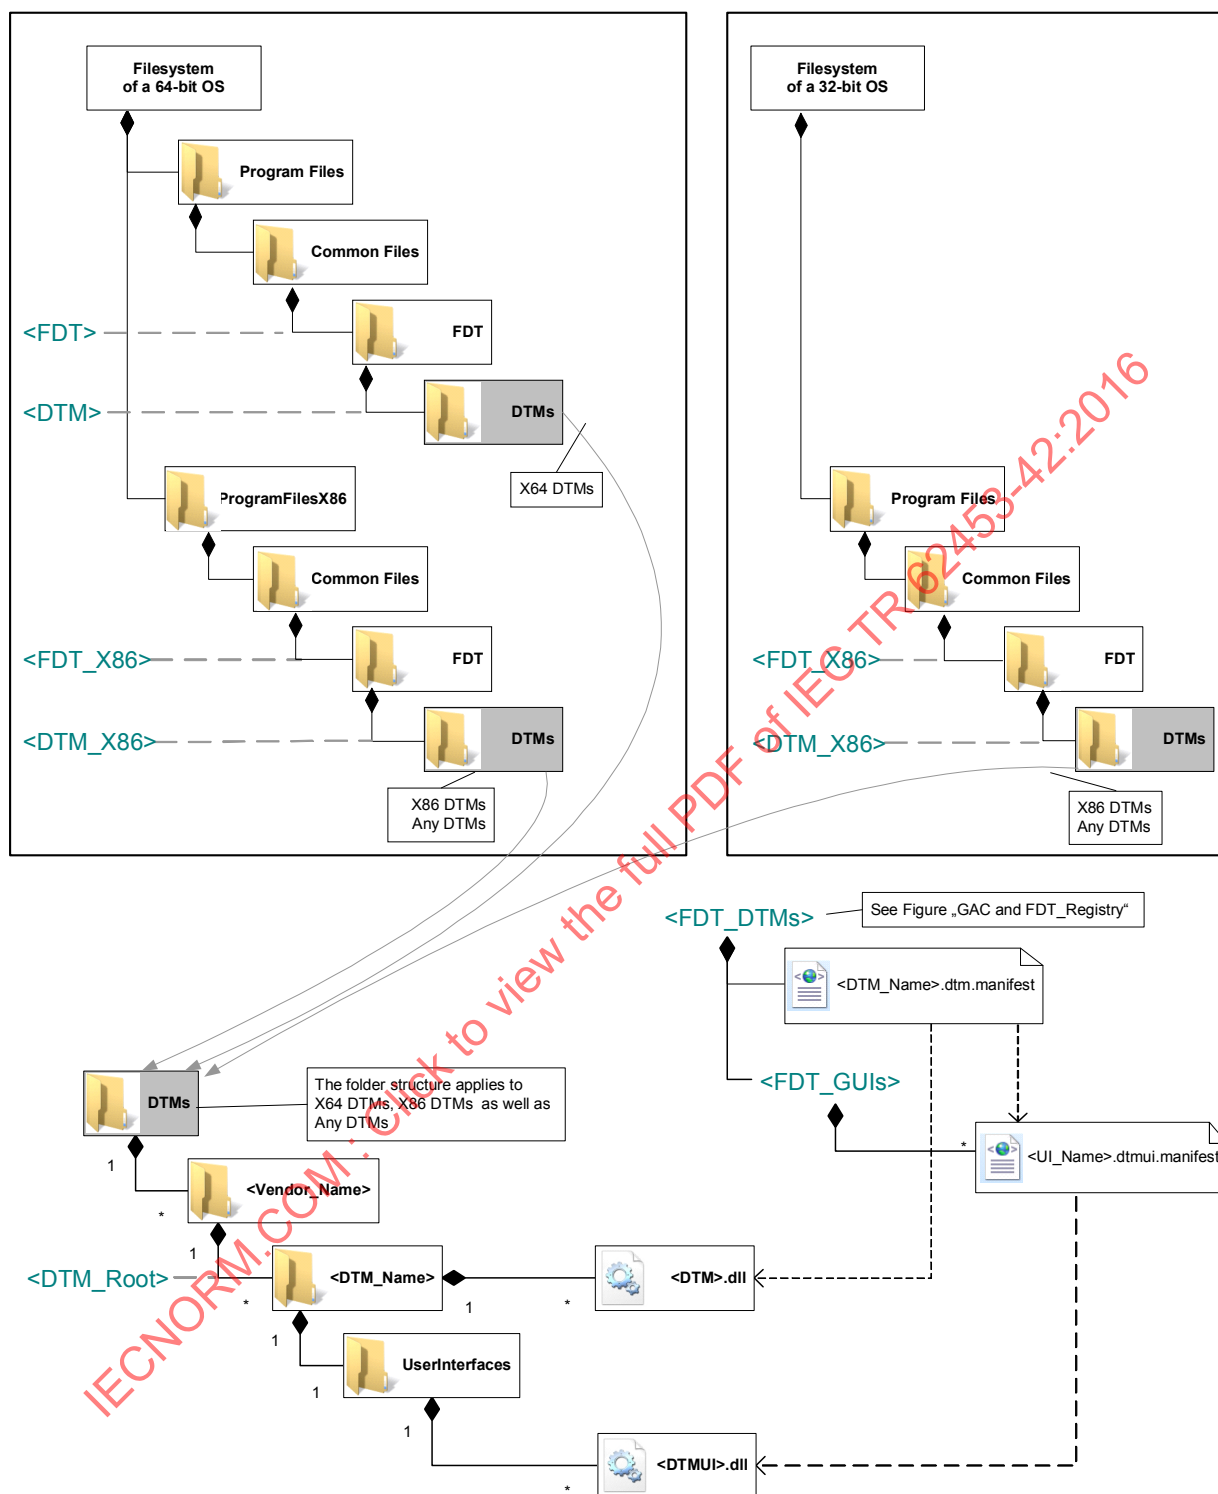 Filesystem
of a 64-bit OS
Program Files
Common Files
<FDT>
FDT
<DTM>
DTMs
X64 DTMs
ProgramFilesX86
Common Files
<FDT_X86>
FDT
<DTM_X86>
DTMs
X86 DTMs
Any DTMs
Filesystem
of a 32-bit OS
Program Files
Common Files
<FDT_X86>
FDT
<DTM_X86>
DTMs
X86 DTMs
Any DTMs
<FDT_DTMs>
See Figure „GAC and FDT_Registry“
<DTM_Name>.dtm.manifest
<FDT_GUIs>
*
<UI_Name>.dtmui.manifest
DTMs
The folder structure applies to
X64 DTMs, X86 DTMs as well as
Any DTMs
1
*
<Vendor_Name>
1
<DTM_Root>
*
<DTM_Name>
1
*
<DTM>.dll
1
1
UserInterfaces
1
*
<DTMUI>.dll
IECNORM.COM : Click to view the full PDF of IEC TR 62453-42:2016